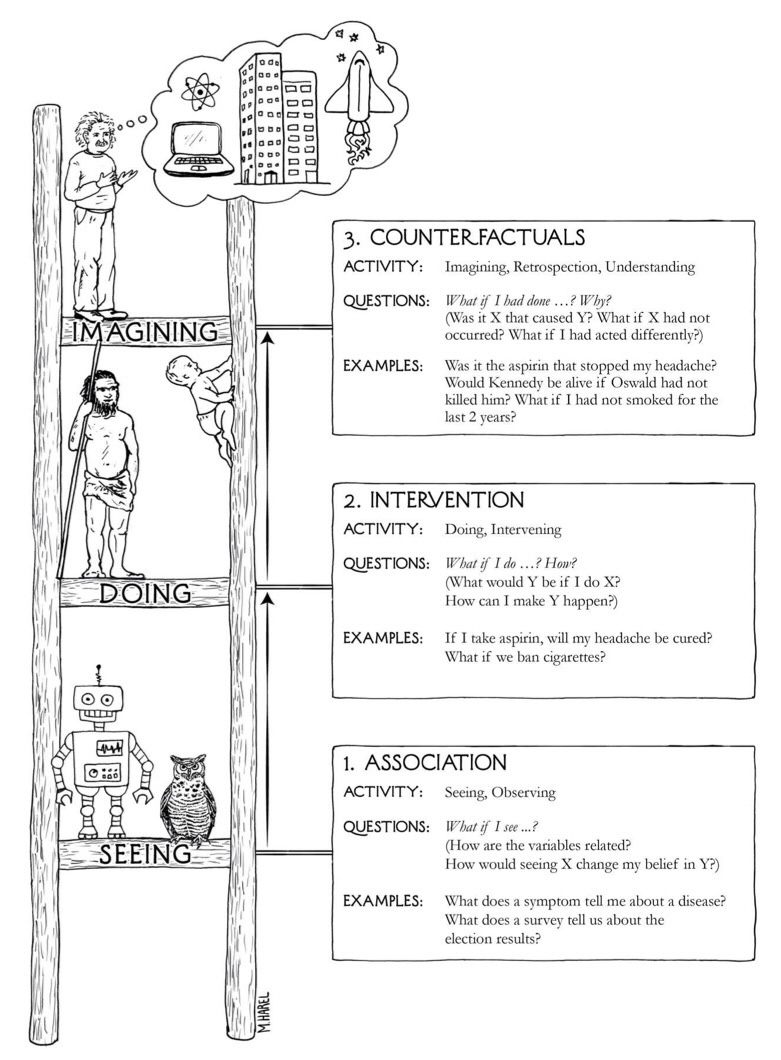 3. COUNTERFACTUALS
ACTIVITY: Imagining, Retrospection, Understanding
QUESTIONS: What if I had done …? Why?
(Was it X that caused Y? What if X had not
occurred? What if I had acted differently?)
EXAMPLES: Was it the aspirin that stopped my headache?
Would Kennedy be alive if Oswald had not
killed him? What if I had not smoked for the
last 2 years?
IMAGINING
2. INTERVENTION
ACTIVITY: Doing, Intervening
QUESTIONS: What if I do …? How?
(What would Y be if I do X?
How can I make Y happen?)
EXAMPLES: If I take aspirin, will my headache be cured?
What if we ban cigarettes?
DOING
1. ASSOCIATION
ACTIVITY: Seeing, Observing
QUESTIONS: What if I see ...?
(How are the variables related?
How would seeing X change my belief in Y?)
EXAMPLES: What does a symptom tell me about a disease?
What does a survey tell us about the
election results?
SEEING
M.HAREL